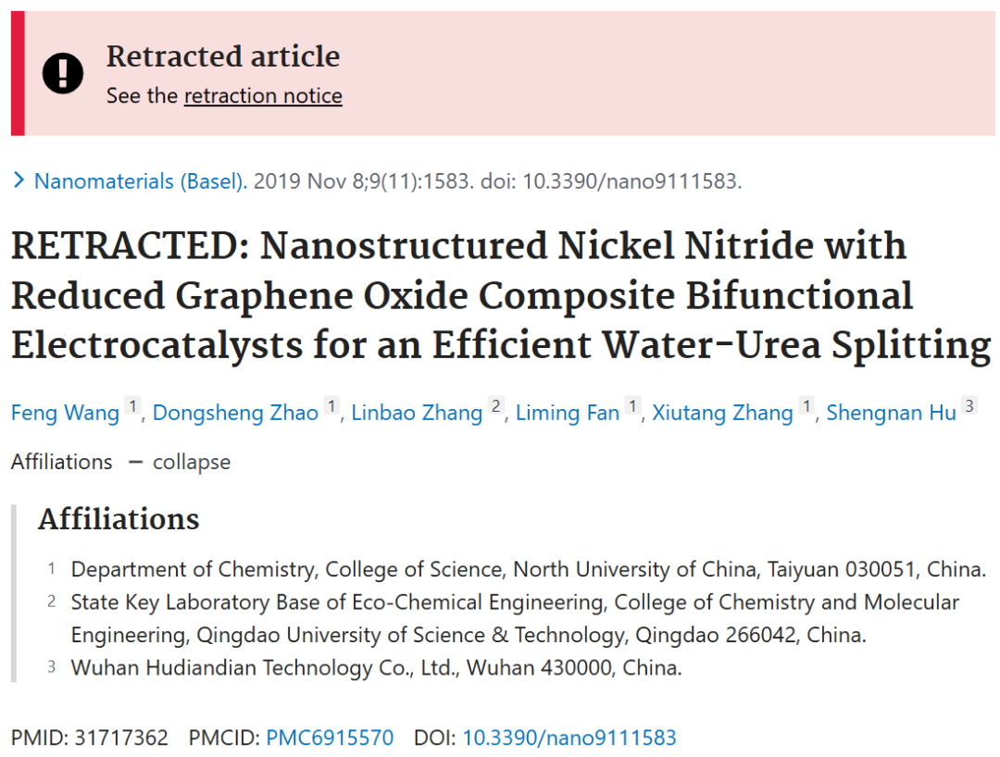 Retracted article
See the retraction notice
Nanomaterials (Basel). 2019 Nov 8;9(11):1583. doi: 10.3390/nano9111583.
RETRACTED: Nanostructured Nickel Nitride with
Reduced Graphene Oxide Composite Bifunctional
Electrocatalysts for an Efficient Water-Urea Splitting
Feng Wang 1, Dongsheng Zhao 1, Linbao Zhang 2, Liming Fan 1, Xiutang Zhang 1, Shengnan Hu 3
Affiliations — collapse
Affiliations
1 Department of Chemistry, College of Science, North University of China, Taiyuan 030051, China.
2 State Key Laboratory Base of Eco-Chemical Engineering, College of Chemistry and Molecular
Engineering, Qingdao University of Science & Technology, Qingdao 266042, China.
3 Wuhan Hudiandian Technology Co., Ltd., Wuhan 430000, China.
PMID: 31717362 PMCID: PMC6915570 DOI: 10.3390/nano9111583